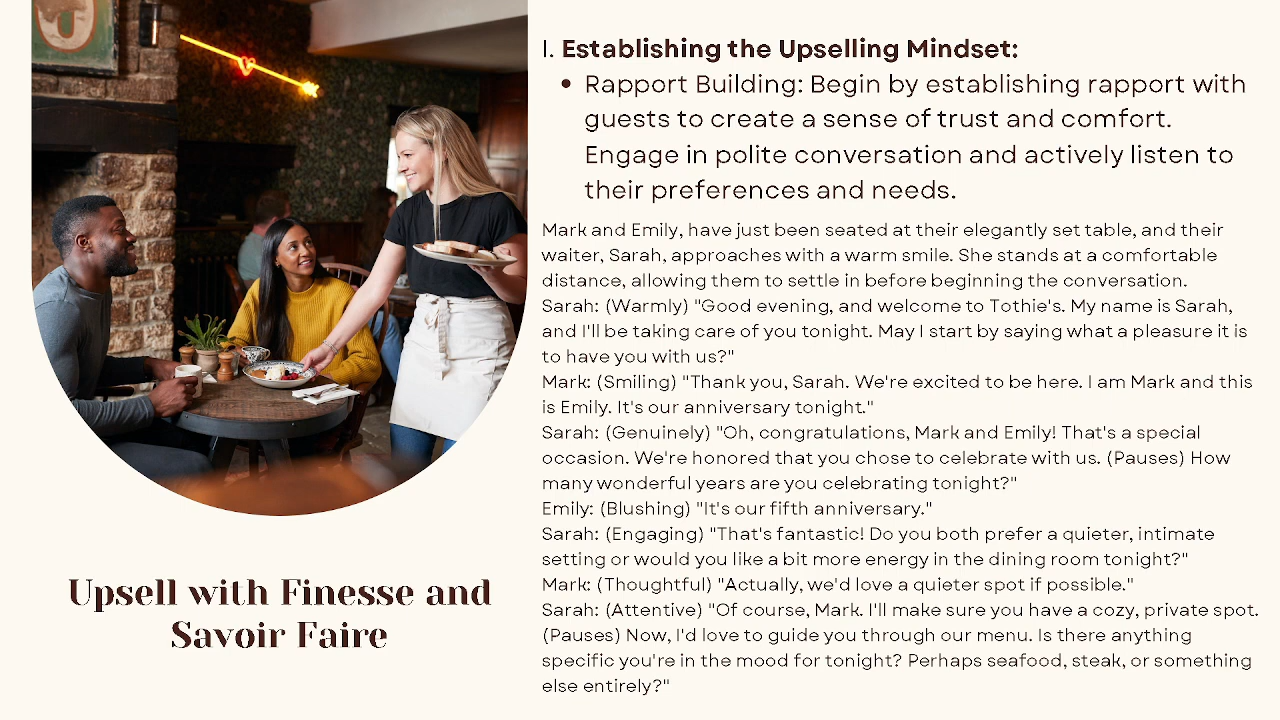 I. Establishing the Upselling Mindset:
• Rapport Building: Begin by establishing rapport with
guests to create a sense of trust and comfort.
Engage in polite conversation and actively listen to
their preferences and needs.
Mark and Emily, have just been seated at their elegantly set table, and their
waiter, Sarah, approaches with a warm smile. She stands at a comfortable
distance, allowing them to settle in before beginning the conversation.
Sarah: (Warmly) "Good evening, and welcome to Tothie's. My name is Sarah,
and I'll be taking care of you tonight. May I start by saying what a pleasure it is
to have you with us?"
Mark: (Smiling) "Thank you, Sarah. We're excited to be here. I am Mark and this
is Emily. It's our anniversary tonight."
Sarah: (Genuinely) "Oh, congratulations, Mark and Emily! That's a special
occasion. We're honored that you chose to celebrate with us. (Pauses) How
many wonderful years are you celebrating tonight?"
Emily: (Blushing) "It's our fifth anniversary."
Sarah: (Engaging) "That's fantastic! Do you both prefer a quieter, intimate
setting or would you like a bit more energy in the dining room tonight?"
Mark: (Thoughtful) "Actually, we'd love a quieter spot if possible."
Sarah: (Attentive) "Of course, Mark. I'll make sure you have a cozy, private spot.
(Pauses) Now, I'd love to guide you through our menu. Is there anything
specific you're in the mood for tonight? Perhaps seafood, steak, or something
else entirely?"
Upsell with Finesse and
Savoir Faire